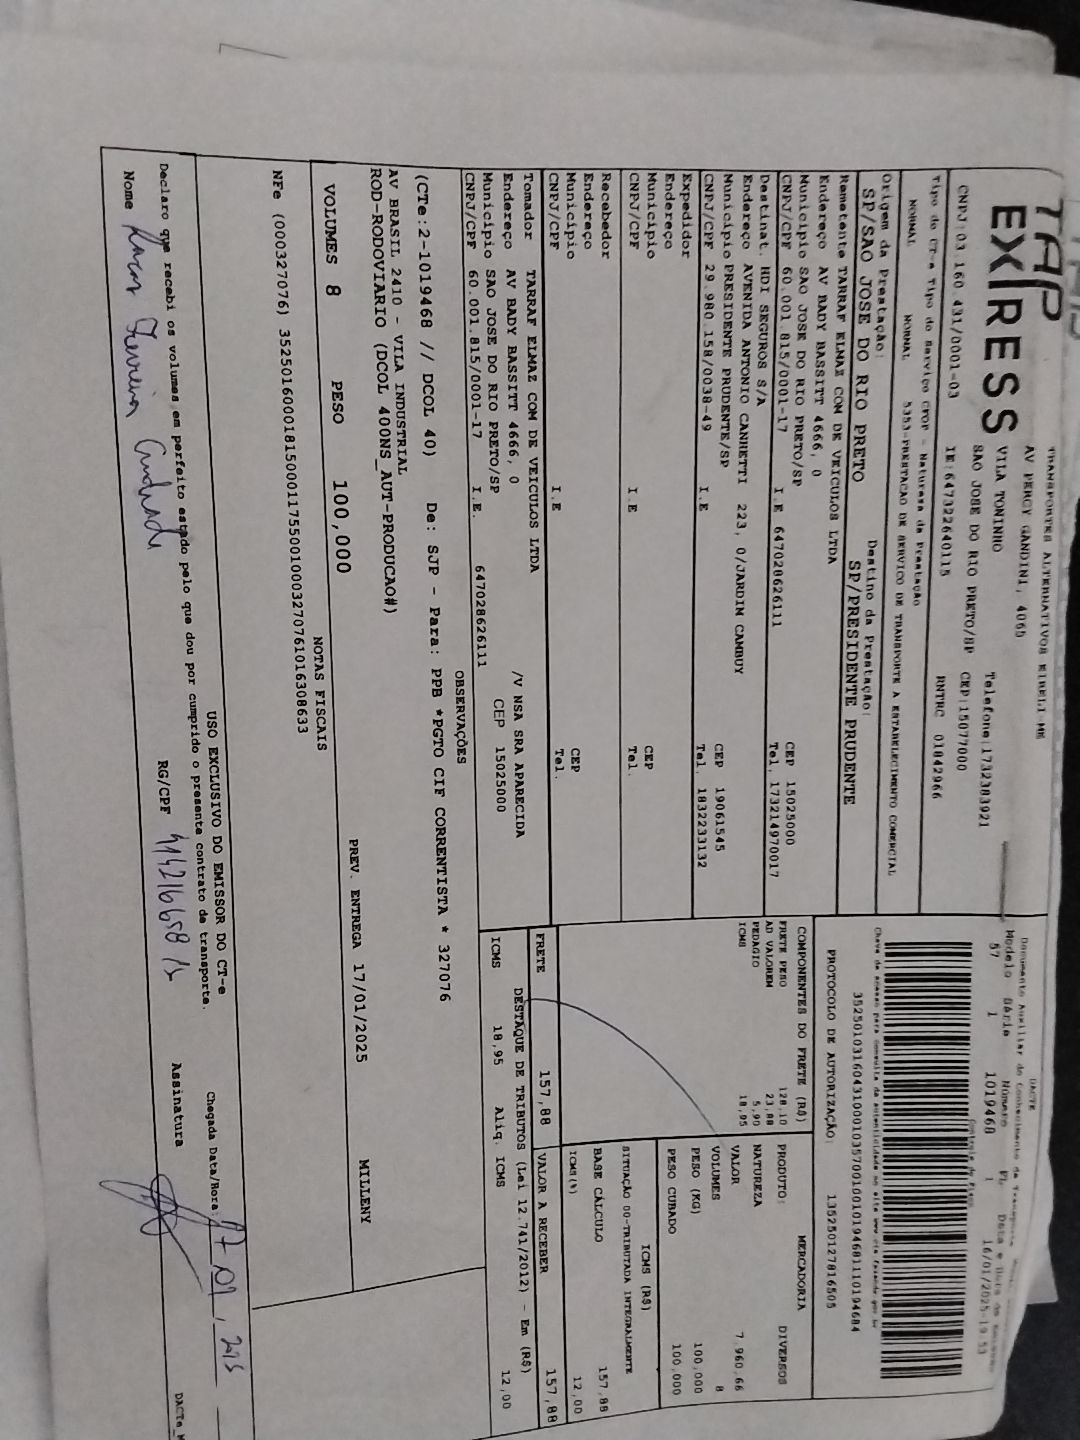 TAP
EXPRESS
TRANSPORTES ALTERNATIVOS EIRELI-ME
AV PERCY GANDINI, 4065
VILA TONINHO
SAO JOSE DO RIO PRETO/SP CEP:15077000
Telefone:1732383921
CNPJ:03.160.431/0001-03 IE:647322640115 RNTRC 01842966
Tipo do CT-e Tipo do Serviço CFOP - Natureza da Prestação
NORMAL NORMAL 5353-PRESTACAO DE SERVICO DE TRANSPORTE A ESTABELECIMENTO COMERCIAL
Origem da Prestação: Destino da Prestação:
SP/SAO JOSE DO RIO PRETO SP/PRESIDENTE PRUDENTE
DACTE
Documento Auxiliar do Conhecimento de Transporte
Modelo Série Número FL Data e Hora de Emissão
57 1 1019468 1 16/01/2025-19:53
Controle do Fisco
Chave de acesso para consulta de autenticidade no site www.cte.fazenda.gov.br
35250103160431000103570010010194681110194684
PROTOCOLO DE AUTORIZAÇÃO: 135250127816505
Remetente TARRAF ELMAZ COM DE VEICULOS LTDA
Endereço AV BADY BASSITT 4666, 0
Município SAO JOSE DO RIO PRETO/SP CEP 15025000
CNPJ/CPF 60.001.815/0001-17 I.E 647028626111 Tel. 173214970017
Destinat. HDI SEGUROS S/A
Endereço AVENIDA ANTONIO CANHETTI 223, 0/JARDIN CAMBUY
Município PRESIDENTE PRUDENTE/SP CEP 19061545
CNPJ/CPF 29.980.158/0038-49 I.E Tel. 1832233132
Expedidor
Endereço
Município CEP
CNPJ/CPF I.E Tel.
Recebedor
Endereço
Município CEP
CNPJ/CPF I.E Tel.
Tomador TARRAF ELMAZ COM DE VEICULOS LTDA
Endereço AV BADY BASSITT 4666, 0 /V NSA SRA APARECIDA
Município SAO JOSE DO RIO PRETO/SP CEP 15025000
CNPJ/CPF 60.001.815/0001-17 I.E. 647028626111
COMPONENTES DO FRETE (R$)
FRETE PESO 128,10
AD VALOREM 23,88
PEDAGIO 5,90
ICMS 18,95
FRETE 157,88
MERCADORIA
PRODUTO: DIVERSOS
NATUREZA
VALOR 7.960,66
VOLUMES 8
PESO (KG) 100,000
PESO CUBADO 100,000
ICMS (R$)
SITUAÇÃO 00-TRIBUTADA INTEGRALMENTE
BASE CÁLCULO 157,88
ICMS(%) 12,00
VALOR A RECEBER 157,88
DESTAQUE DE TRIBUTOS (Lei 12.741/2012) - Em (R$)
ICMS 18,95 Aliq. ICMS 12,00
OBSERVAÇÕES
(CTe:2-1019468 // DCOL 40) De: SJP - Para: PPB *PGTO CIF CORRENTISTA * 327076
AV BRASIL 2410 - VILA INDUSTRIAL
ROD-RODOVIARIO (DCOL 400NS_AUT-PRODUCAO#)
VOLUMES 8 PESO 100,000 PREV. ENTREGA 17/01/2025 MILLENY
NOTAS FISCAIS
NFe (000327076) 35250160001815000117550010003270761016308633
USO EXCLUSIVO DO EMISSOR DO CT-e
Declaro que recebi os volumes em perfeito estado pelo que dou por cumprido o presente contrato de transporte. Chegada Data/Hora: 17-01,
Nome Lucas Ferreira Andrade RG/CPF Assinatura